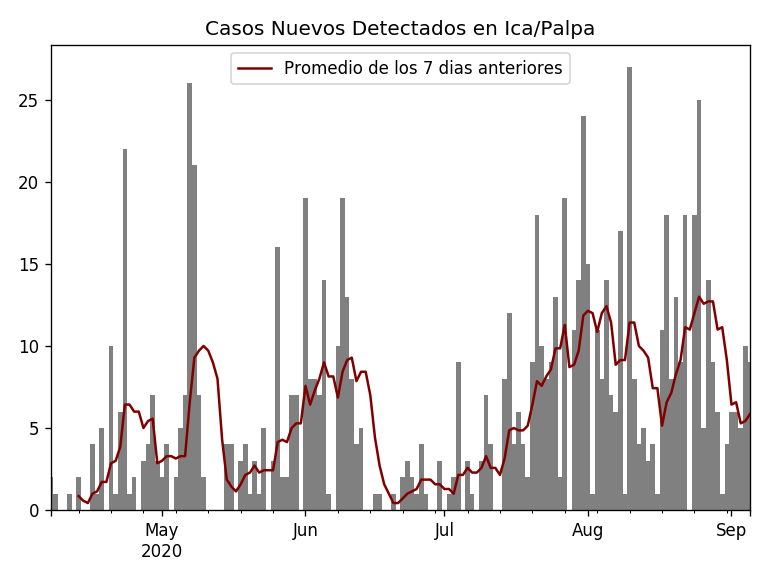 Casos Nuevos Detectados en Ica/Palpa
Promedio de los 7 dias anteriores
25
20
15
10
5
0
May
2020
Jun
Jul
Aug
Sep